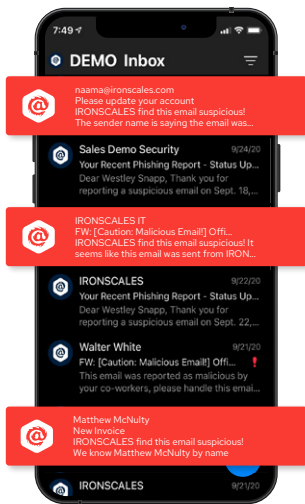 7:49
DEMO Inbox
naama@ironscales.com
Please update your account
IRONSCALES find this email suspicious!
The sender name is saying the email was...
Sales Demo Security 9/24/20
Your Recent Phishing Report - Status Up...
Dear Westley Snapp, Thank you for
reporting a suspicious email on Sept. 18,...
IRONSCALES IT
FW: [Caution: Malicious Email!] Offi...
IRONSCALES find this email suspicious! It
seems like this email was sent from IRON...
IRONSCALES 9/22/20
Your Recent Phishing Report - Status Up...
Dear Westley Snapp, Thank you for
reporting a suspicious email on Sept. 22,...
Walter White 9/21/20
FW: [Caution: Malicious Email!] Offi...
This email was reported as malicious by
your co-workers, please handle this emai...
Matthew McNulty
New Invoice
IRONSCALES find this email suspicious!
We know Matthew McNulty by name
IRONSCALES 9/21/20